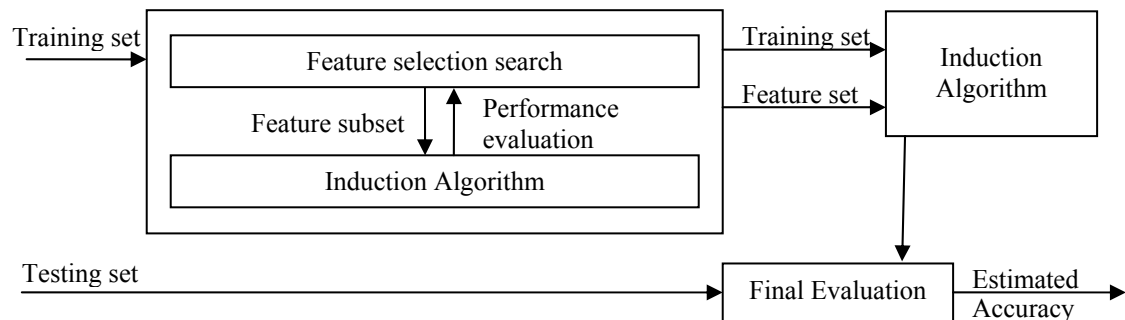 Training set
Feature selection search
Feature subset
Performance
evaluation
Induction Algorithm
Training set
Feature set
Induction
Algorithm
Testing set
Final Evaluation
Estimated
Accuracy